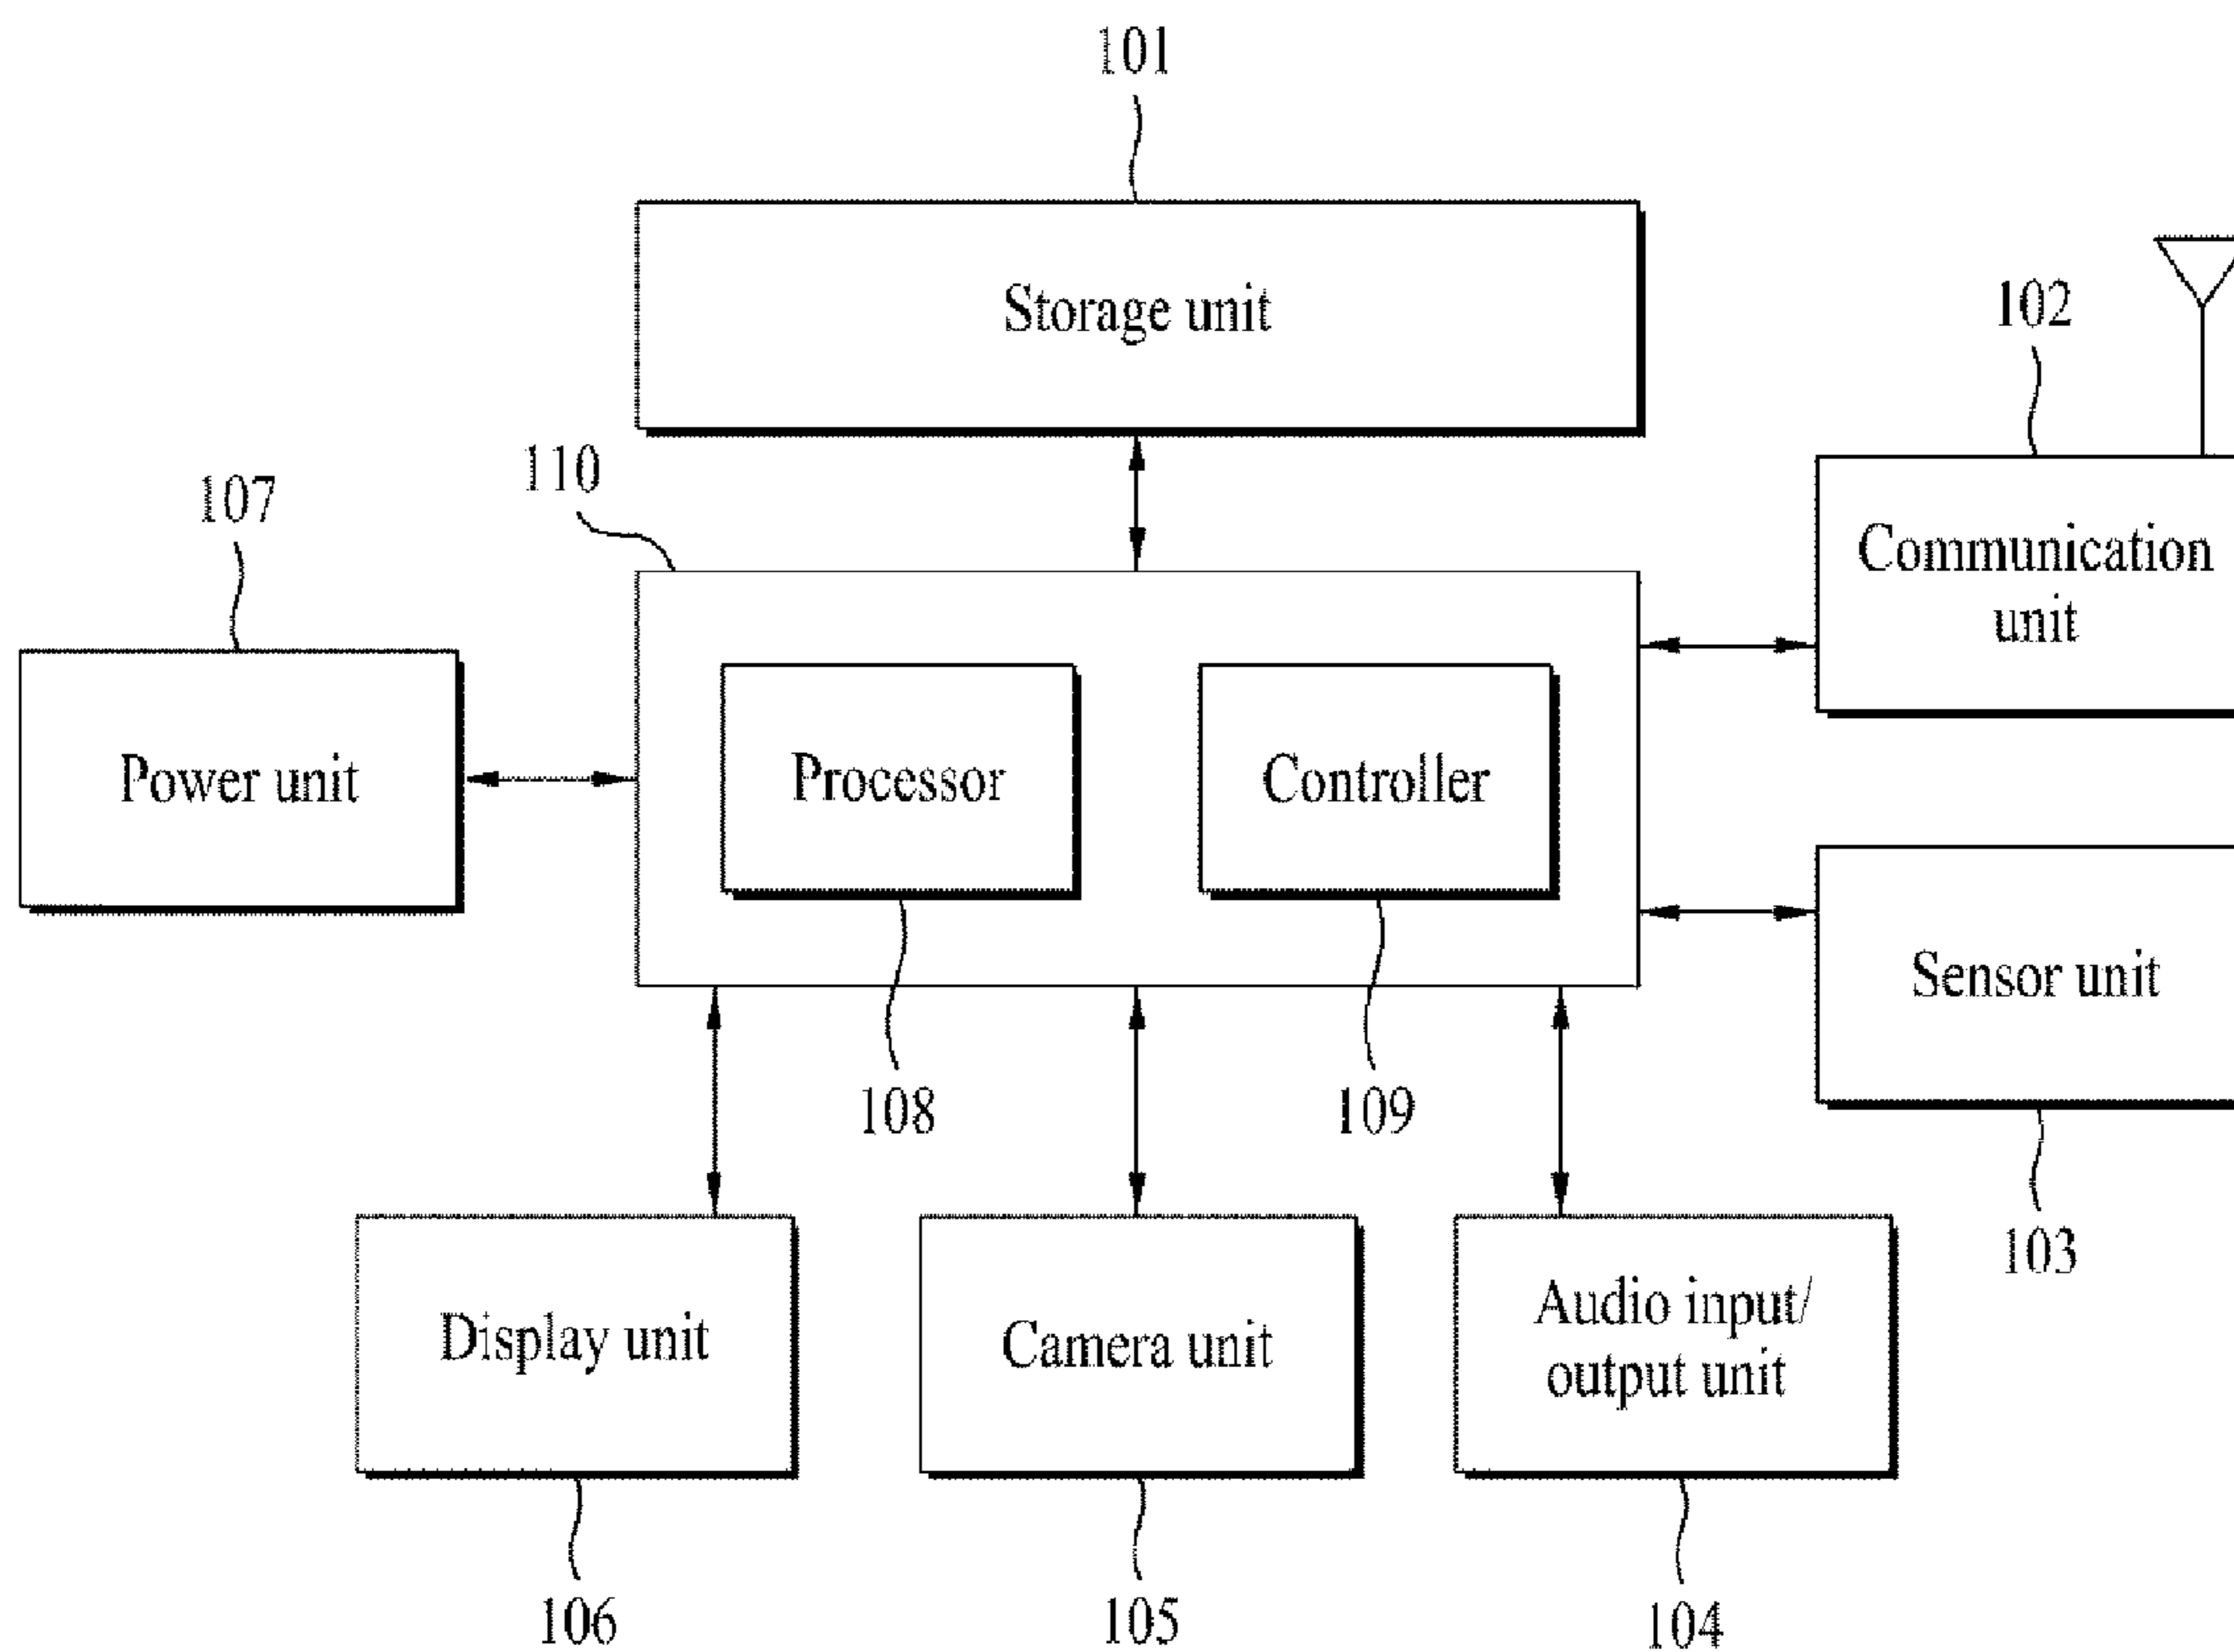 101
Storage unit
102
110
107
Communication
unit
Power unit
Processor
Controller
Sensor unit
108
109
103
Display unit
Camera unit
Audio input/
output unit
106
105
104